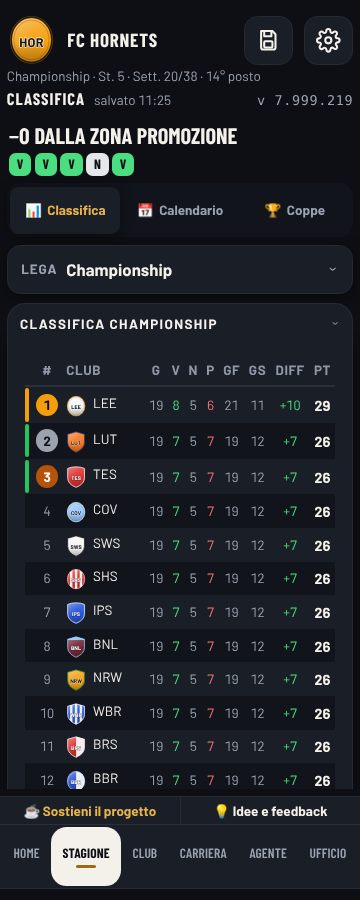 HOR FC HORNETS
Championship · St. 5 · Sett. 20/38 · 14° posto
CLASSIFICA salvato 11:25 v 7.999.219
–0 DALLA ZONA PROMOZIONE
V V V N V
Classifica Calendario Coppe
LEGA Championship
CLASSIFICA CHAMPIONSHIP
# CLUB G V N P GF GS DIFF PT
1 LEE LEE 19 8 5 6 21 11 +10 29
2 LUT LUT 19 7 5 7 19 12 +7 26
3 TES TES 19 7 5 7 19 12 +7 26
4 COV COV 19 7 5 7 19 12 +7 26
5 SWS SWS 19 7 5 7 19 12 +7 26
6 SHS SHS 19 7 5 7 19 12 +7 26
7 IPS IPS 19 7 5 7 19 12 +7 26
8 BNL BNL 19 7 5 7 19 12 +7 26
9 NRW NRW 19 7 5 7 19 12 +7 26
10 WBR WBR 19 7 5 7 19 12 +7 26
11 BRS BRS 19 7 5 7 19 12 +7 26
12 BBR BBR 19 7 5 7 19 12 +7 26
Sostieni il progetto Idee e feedback
HOME STAGIONE CLUB CARRIERA AGENTE UFFICIO